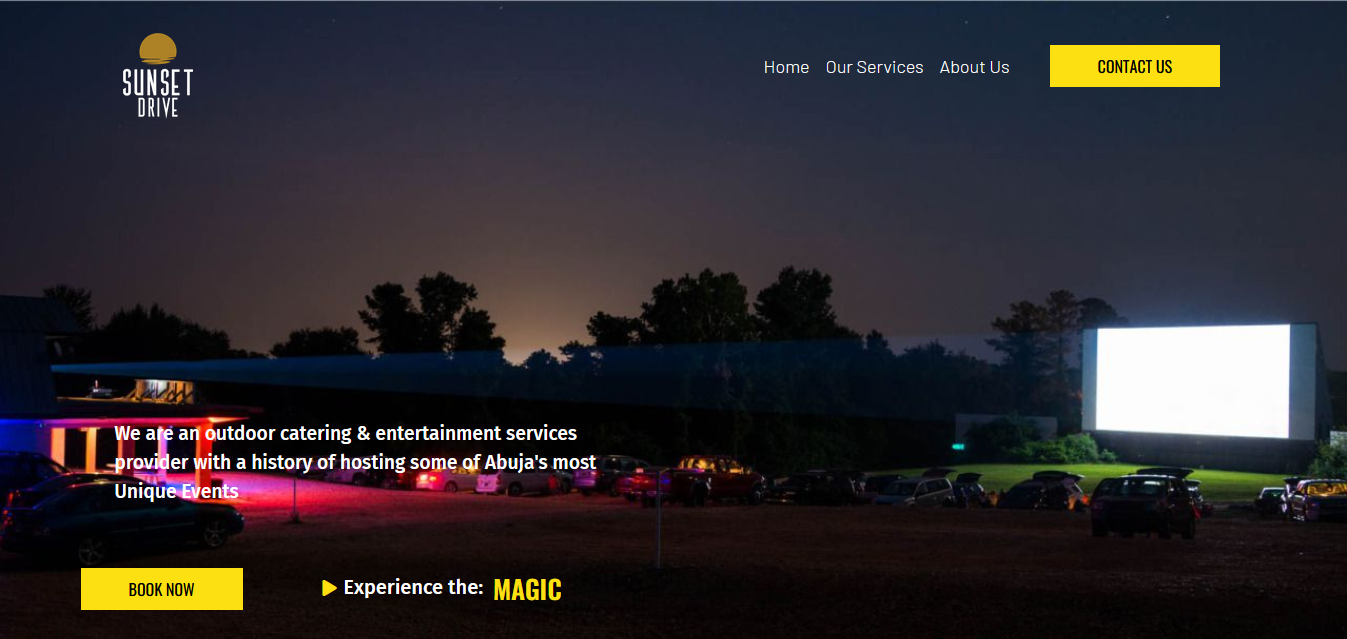 SUNSET
DRIVE
Home Our Services About Us CONTACT US
We are an outdoor catering & entertainment services
provider with a history of hosting some of Abuja's most
Unique Events
BOOK NOW Experience the: MAGIC